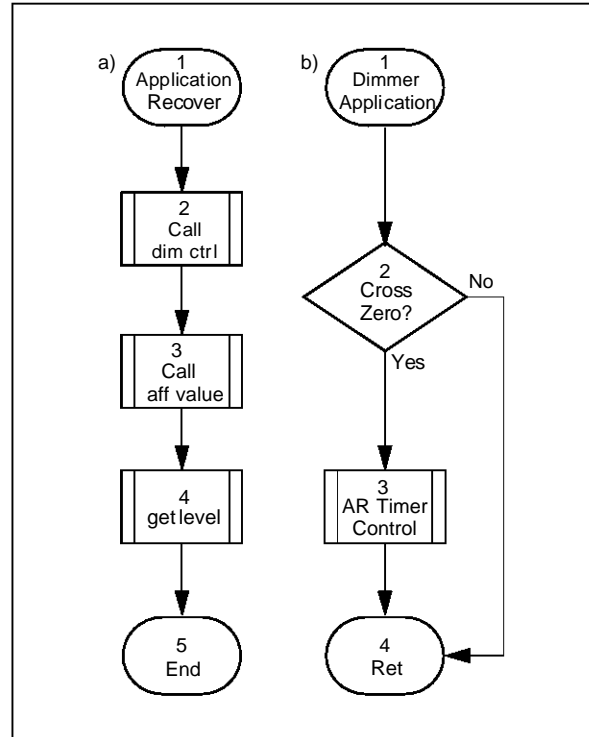 a)
1
Application
Recover
2
Call
dim ctrl
3
Call
aff value
4
get level
5
End
b)
1
Dimmer
Application
2
Cross
Zero?
No
Yes
3
AR Timer
Control
4
Ret